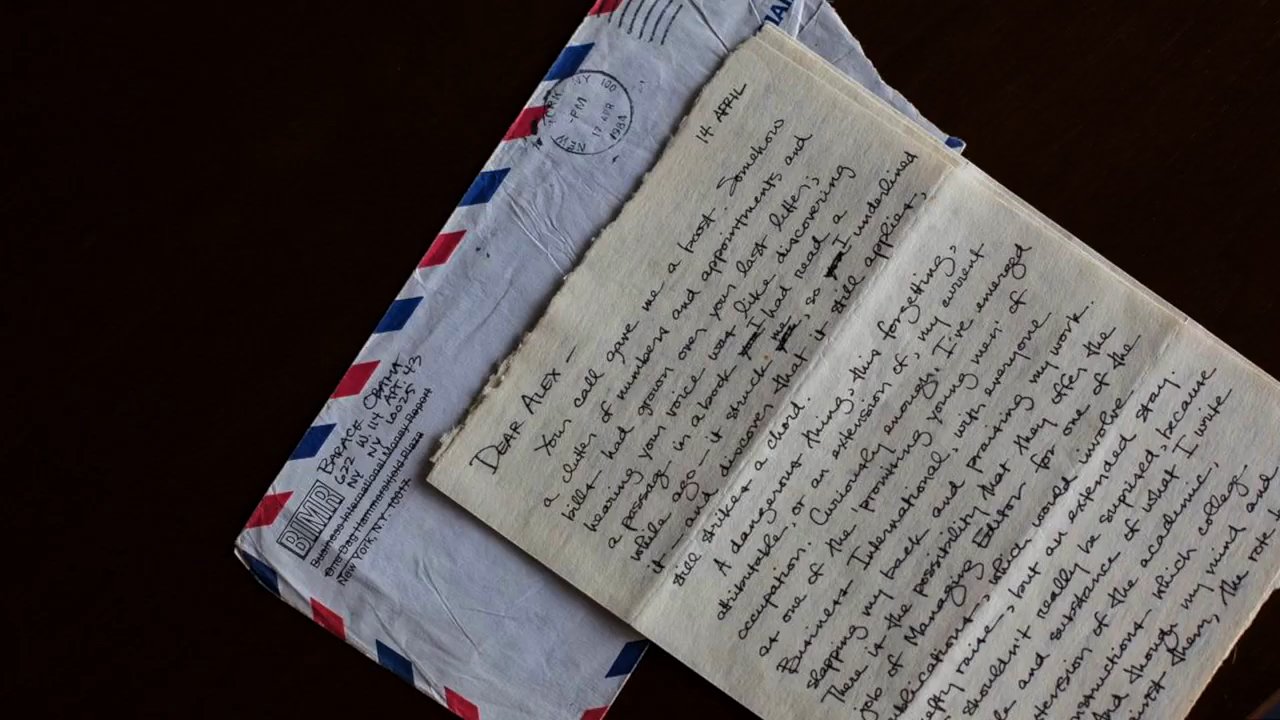 NEW YORK NY 100
PM
17 APR
1984
BARACK OBAMA
622 W 114 APT. 43
NY NY 10025
BIMR
Business International Money Report
One Dag Hammarskjold Plaza
New York, NY 10017
14 APRIL
DEAR ALEX—
Your call gave me a boost. Somehow
a clutter of numbers and appointments and
bills had grown over your last letter;
hearing your voice was like discovering
a passage in a book I had read a
while ago - it struck me, so I underlined
it - and discover that it still applies,
still strikes a chord.
A dangerous thing, this forgetting,
attributable, or an extension of, my current
occupation. Curiously enough, I've emerged
as one of the "promising young men" of
Business International, with everyone
slapping my back and praising my work.
There is the possibility that they offer the
job of Managing Editor for one of the
publications, which would involve
hefty raise, but an extended stay.
shouldn't really be surprised, because
and substance of what I write
extension of the academic,
instructions which college
and though my mind and
against them, the rote